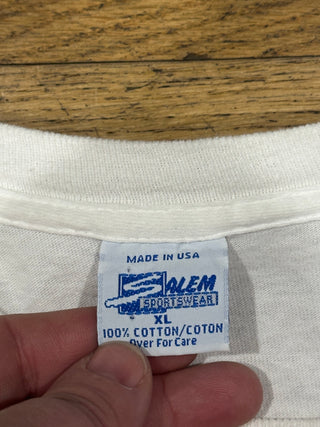 MADE IN USA
SALEM
SPORTSWEAR
XL
100% COTTON/COTON
Over For Care